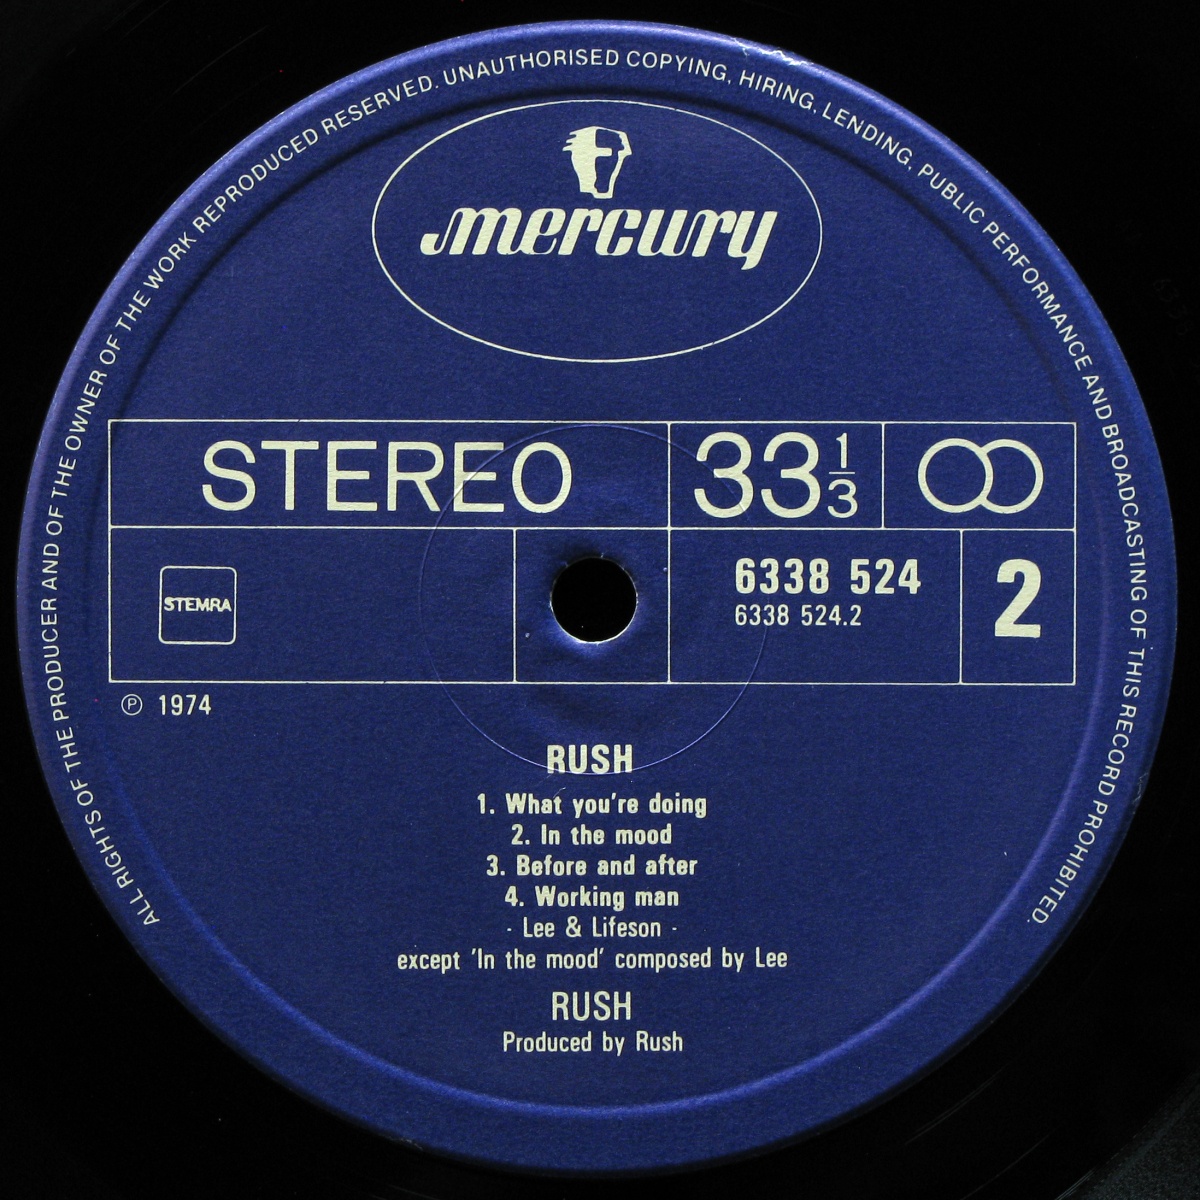 ALL RIGHTS OF THE PRODUCER AND OF THE OWNER OF THE WORK REPRODUCED RESERVED. UNAUTHORISED COPYING, HIRING, LENDING, PUBLIC PERFORMANCE AND BROADCASTING OF THIS RECORD PROHIBITED.
mercury
STEREO 33 1/3
STEMRA 6338 524 2
6338 524.2
℗ 1974
RUSH
1. What you're doing
2. In the mood
3. Before and after
4. Working man
- Lee & Lifeson -
except 'In the mood' composed by Lee
RUSH
Produced by Rush